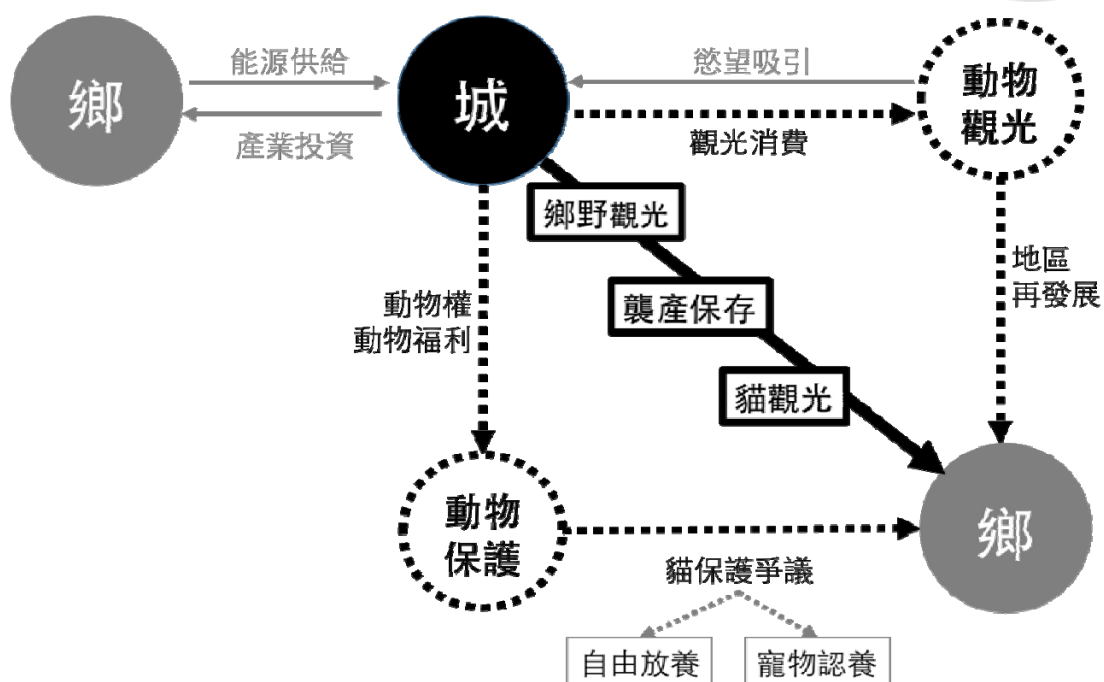 能源供給
慾望吸引
鄉
城
動物
觀光
產業投資
觀光消費
鄉野觀光
地區
再發展
動物權
動物福利
襲產保存
貓觀光
動物
保護
鄉
貓保護爭議
自由放養
寵物認養